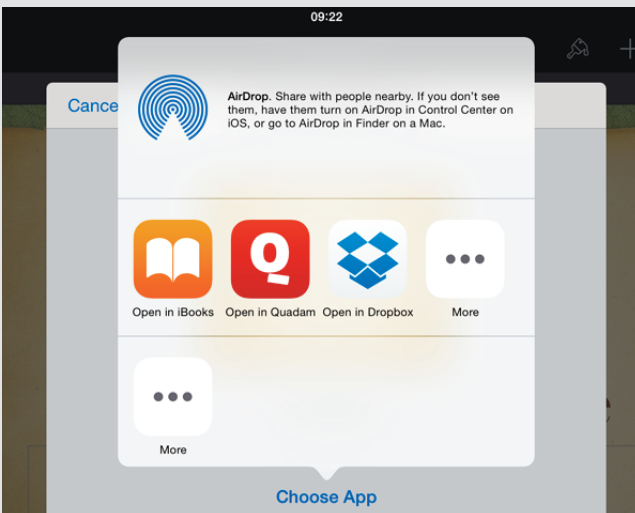 09:22
Cance
AirDrop. Share with people nearby. If you don't see
them, have them turn on AirDrop in Control Center on
iOS, or go to AirDrop in Finder on a Mac.
Q
Open in iBooks Open in Quadam Open in Dropbox More
More
Choose App